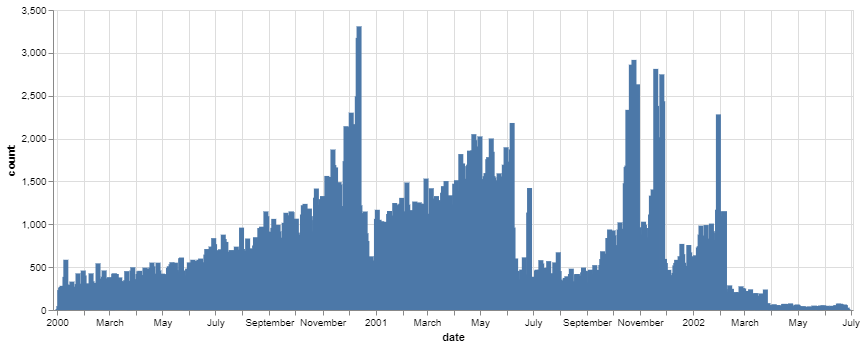 3,500
3,000
2,500
2,000
1,500
1,000
500
0
count
2000 March May July September November 2001 March May July September November 2002 March May July
date